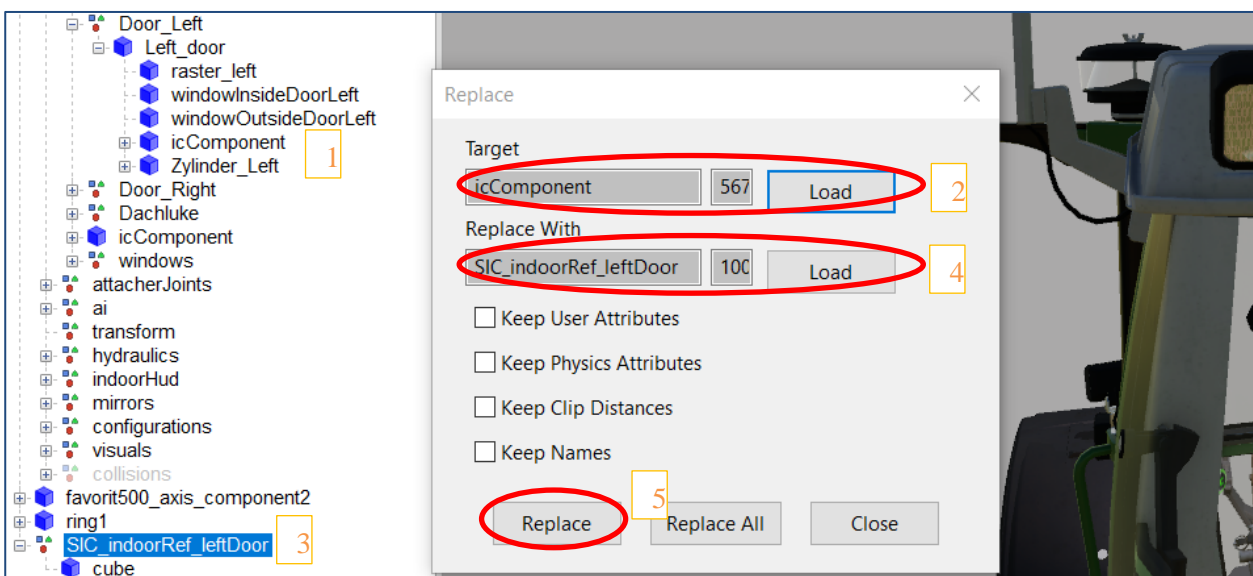 Door_Left
Left_door
raster_left
windowInsideDoorLeft
windowOutsideDoorLeft
icComponent
1
Zylinder_Left
Door_Right
Dachluke
icComponent
windows
attacherJoints
ai
transform
hydraulics
indoorHud
mirrors
configurations
visuals
collisions
favorit500_axis_component2
ring1
SIC_indoorRef_leftDoor
3
cube
Replace
Target
icComponent 567 Load
2
Replace With
SIC_indoorRef_leftDoor 100 Load
4
Keep User Attributes
Keep Physics Attributes
Keep Clip Distances
Keep Names
5
Replace Replace All Close